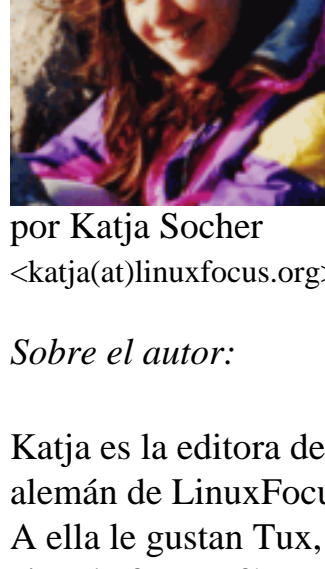 por Katja Socher
<katja(at)linuxfocus.org>

Sobre el autor:

Katja es la editora de
alemán de LinuxFocu
A ella le gustan Tux,